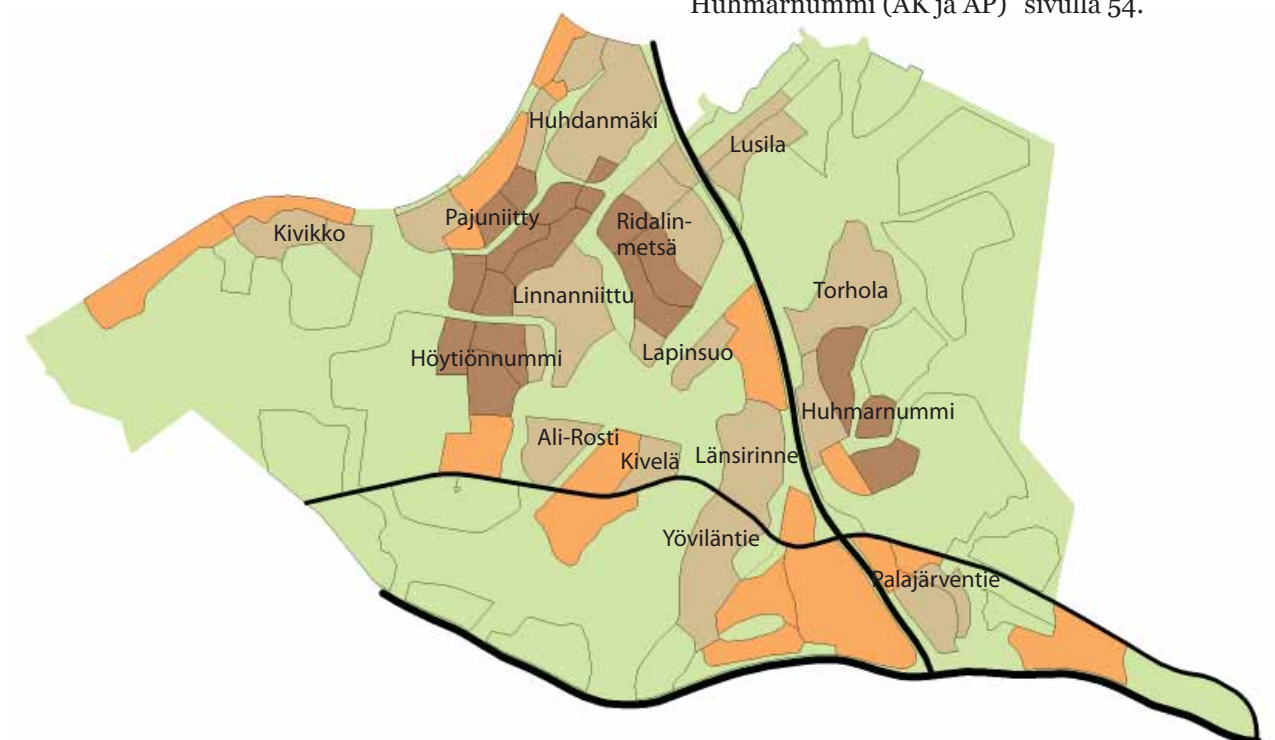 Huhmarnummi (AK ja AP)" sivulla 54.
Huhdanmäki
Lusila
Pajuniitty
Ridalin-
metsä
Kivikko
Linnanniittu
Torhola
Höytiönnummi
Lapinsuo
Huhmarnummi
Ali-Rosti
Kivelä
Länsirinne
Yöviläntie
Palajärventie